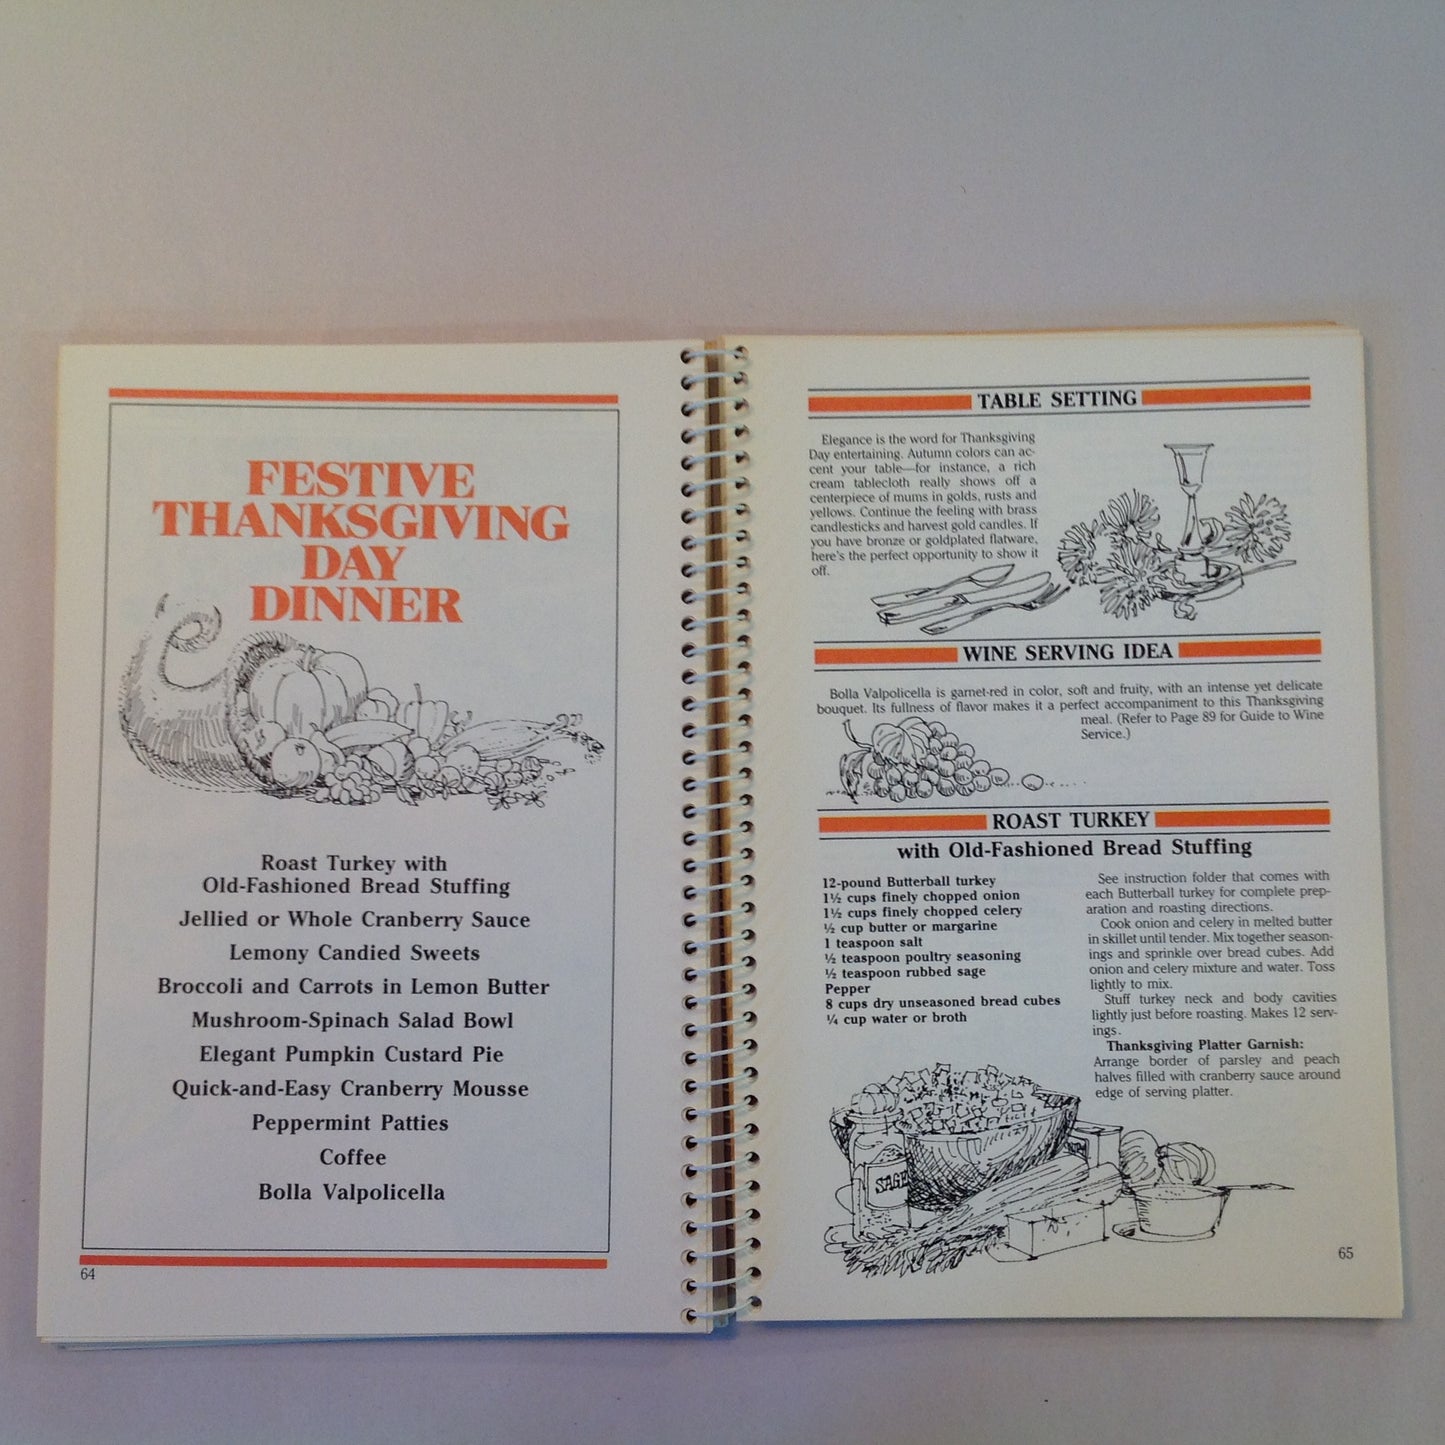 FESTIVE
THANKSGIVING
DAY
DINNER
Roast Turkey with
Old-Fashioned Bread Stuffing
Jellied or Whole Cranberry Sauce
Lemony Candied Sweets
Broccoli and Carrots in Lemon Butter
Mushroom-Spinach Salad Bowl
Elegant Pumpkin Custard Pie
Quick-and-Easy Cranberry Mousse
Peppermint Patties
Coffee
Bolla Valpolicella
64
TABLE SETTING
Elegance is the word for Thanksgiving
Day entertaining. Autumn colors can ac-
cent your table—for instance, a rich
cream tablecloth really shows off a
centerpiece of mums in golds, rusts and
yellows. Continue the feeling with brass
candlesticks and harvest gold candles. If
you have bronze or goldplated flatware,
here's the perfect opportunity to show it
off.
WINE SERVING IDEA
Bolla Valpolicella is garnet-red in color, soft and fruity, with an intense yet delicate
bouquet. Its fullness of flavor makes it a perfect accompaniment to this Thanksgiving
meal. (Refer to Page 89 for Guide to Wine
Service.)
ROAST TURKEY
with Old-Fashioned Bread Stuffing
12-pound Butterball turkey
1½ cups finely chopped onion
1½ cups finely chopped celery
½ cup butter or margarine
1 teaspoon salt
½ teaspoon poultry seasoning
½ teaspoon rubbed sage
Pepper
8 cups dry unseasoned bread cubes
¼ cup water or broth
See instruction folder that comes with
each Butterball turkey for complete prep-
aration and roasting directions.
Cook onion and celery in melted butter
in skillet until tender. Mix together season-
ings and sprinkle over bread cubes. Add
onion and celery mixture and water. Toss
lightly to mix.
Stuff turkey neck and body cavities
lightly just before roasting. Makes 12 serv-
ings.
Thanksgiving Platter Garnish:
Arrange border of parsley and peach
halves filled with cranberry sauce around
edge of serving platter.
SAGE
65